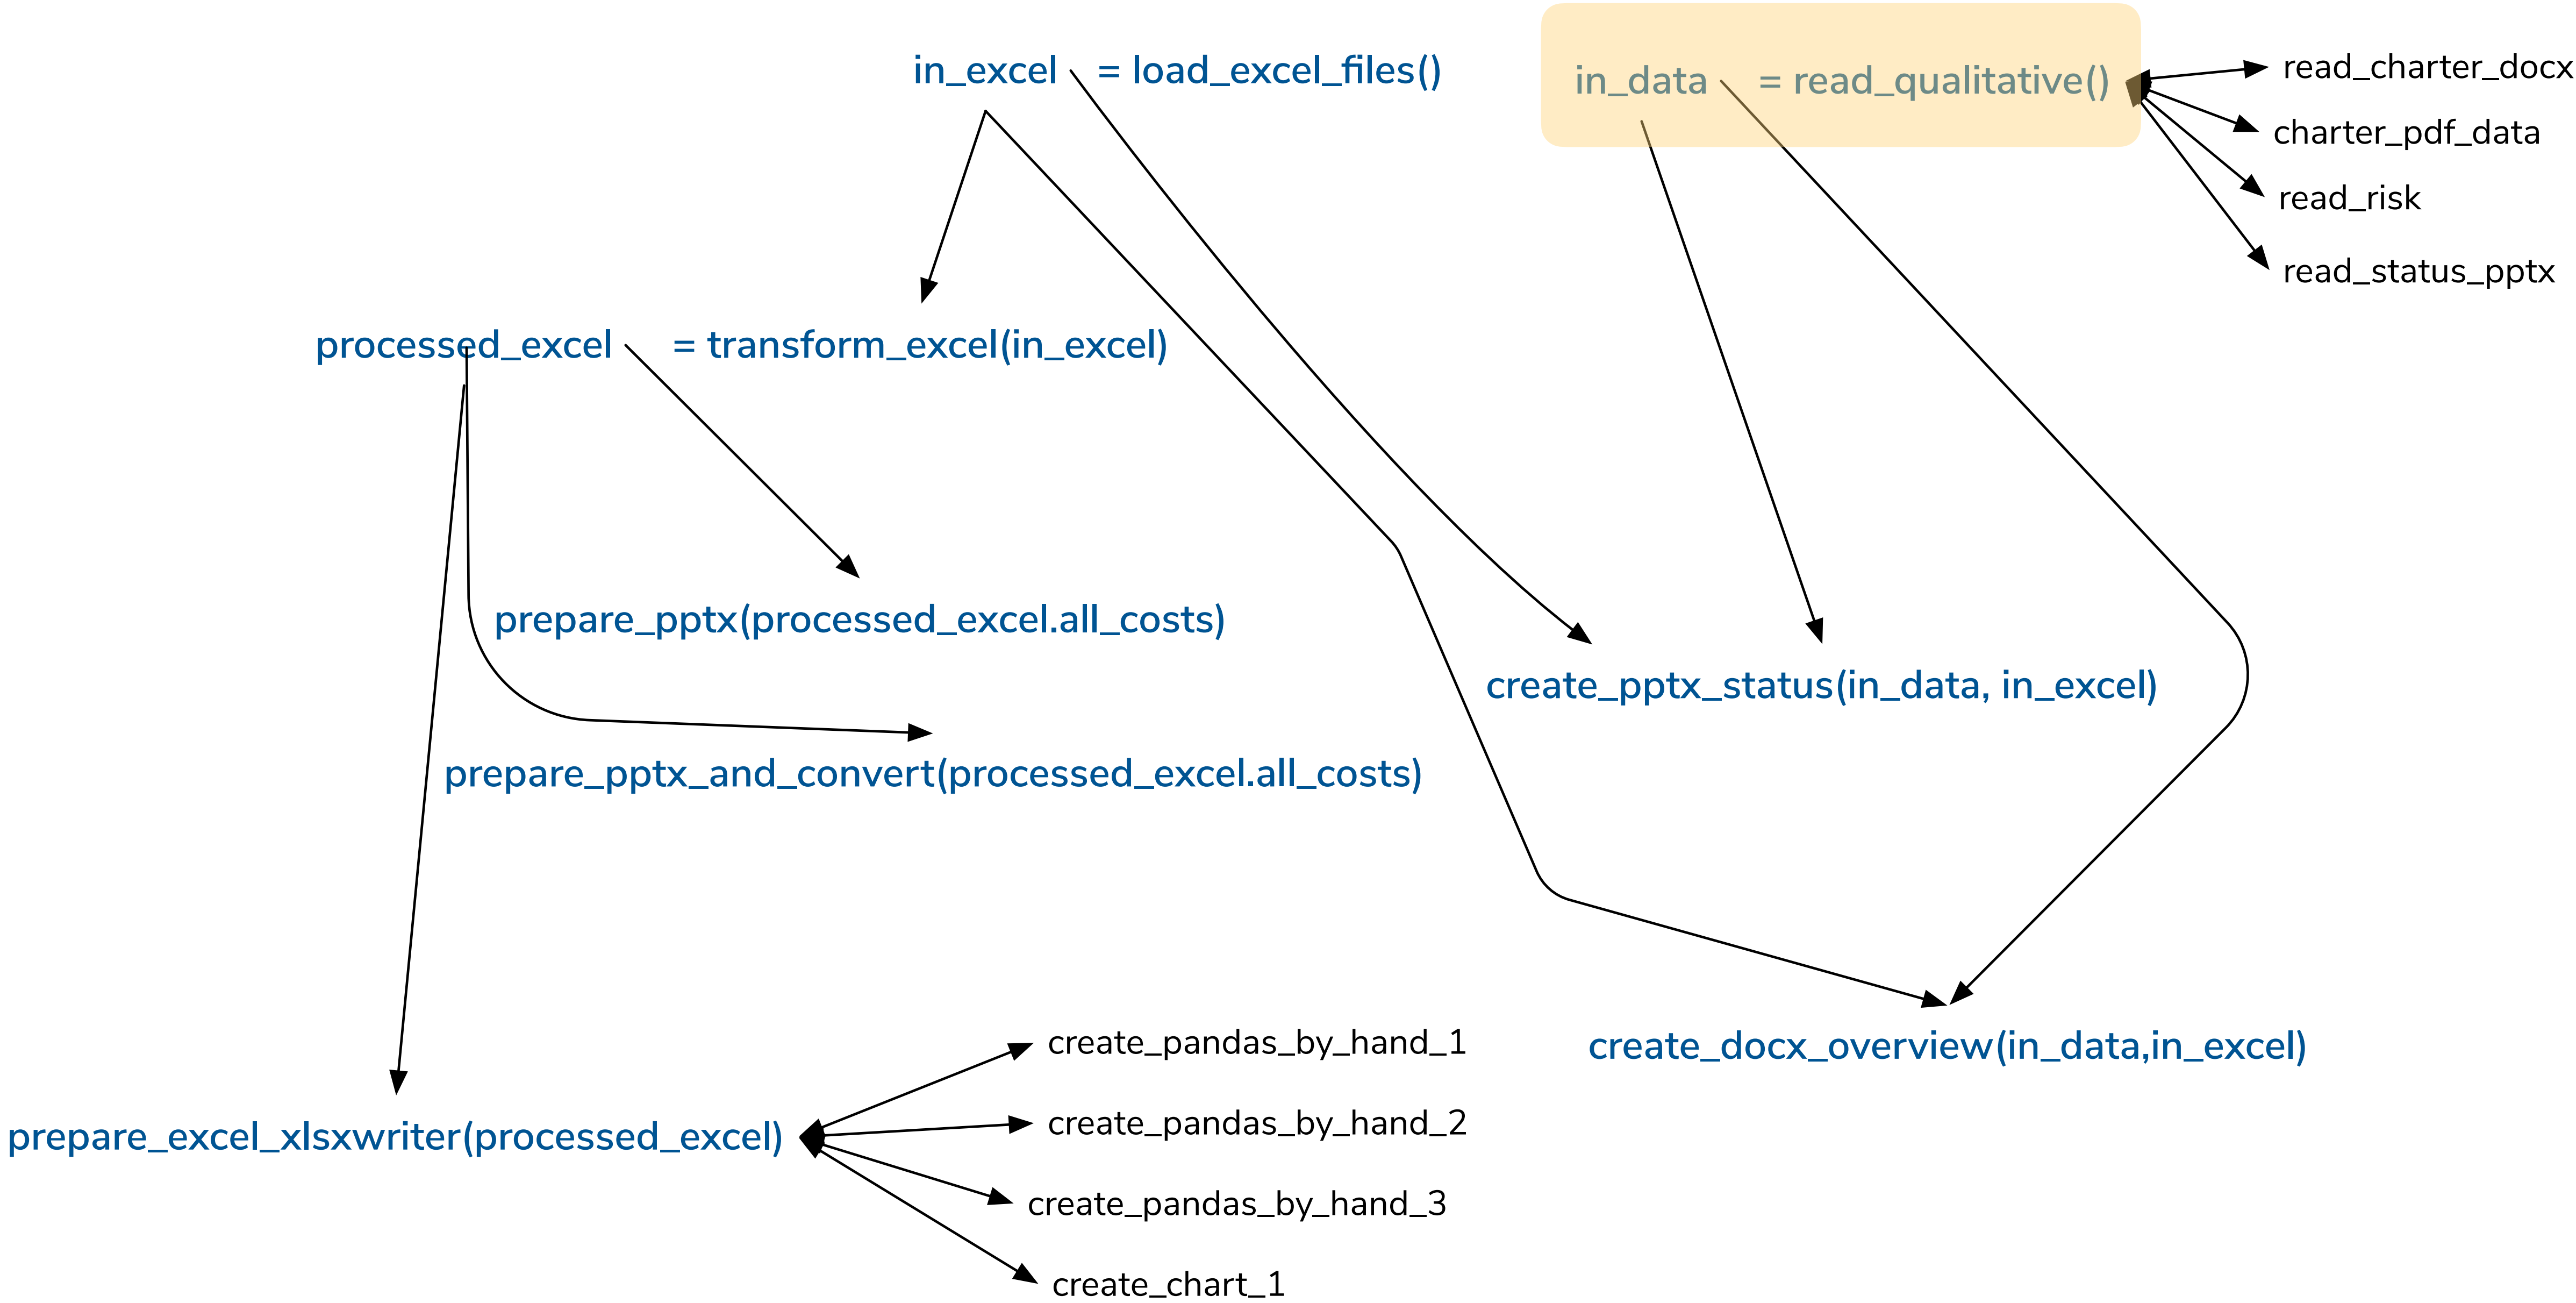 in_excel = load_excel_files()
in_data = read_qualitative()
read_charter_docx
charter_pdf_data
read_risk
read_status_pptx
processed_excel = transform_excel(in_excel)
prepare_pptx(processed_excel.all_costs)
create_pptx_status(in_data, in_excel)
prepare_pptx_and_convert(processed_excel.all_costs)
create_pandas_by_hand_1
create_docx_overview(in_data,in_excel)
create_pandas_by_hand_2
prepare_excel_xlsxwriter(processed_excel)
create_pandas_by_hand_3
create_chart_1